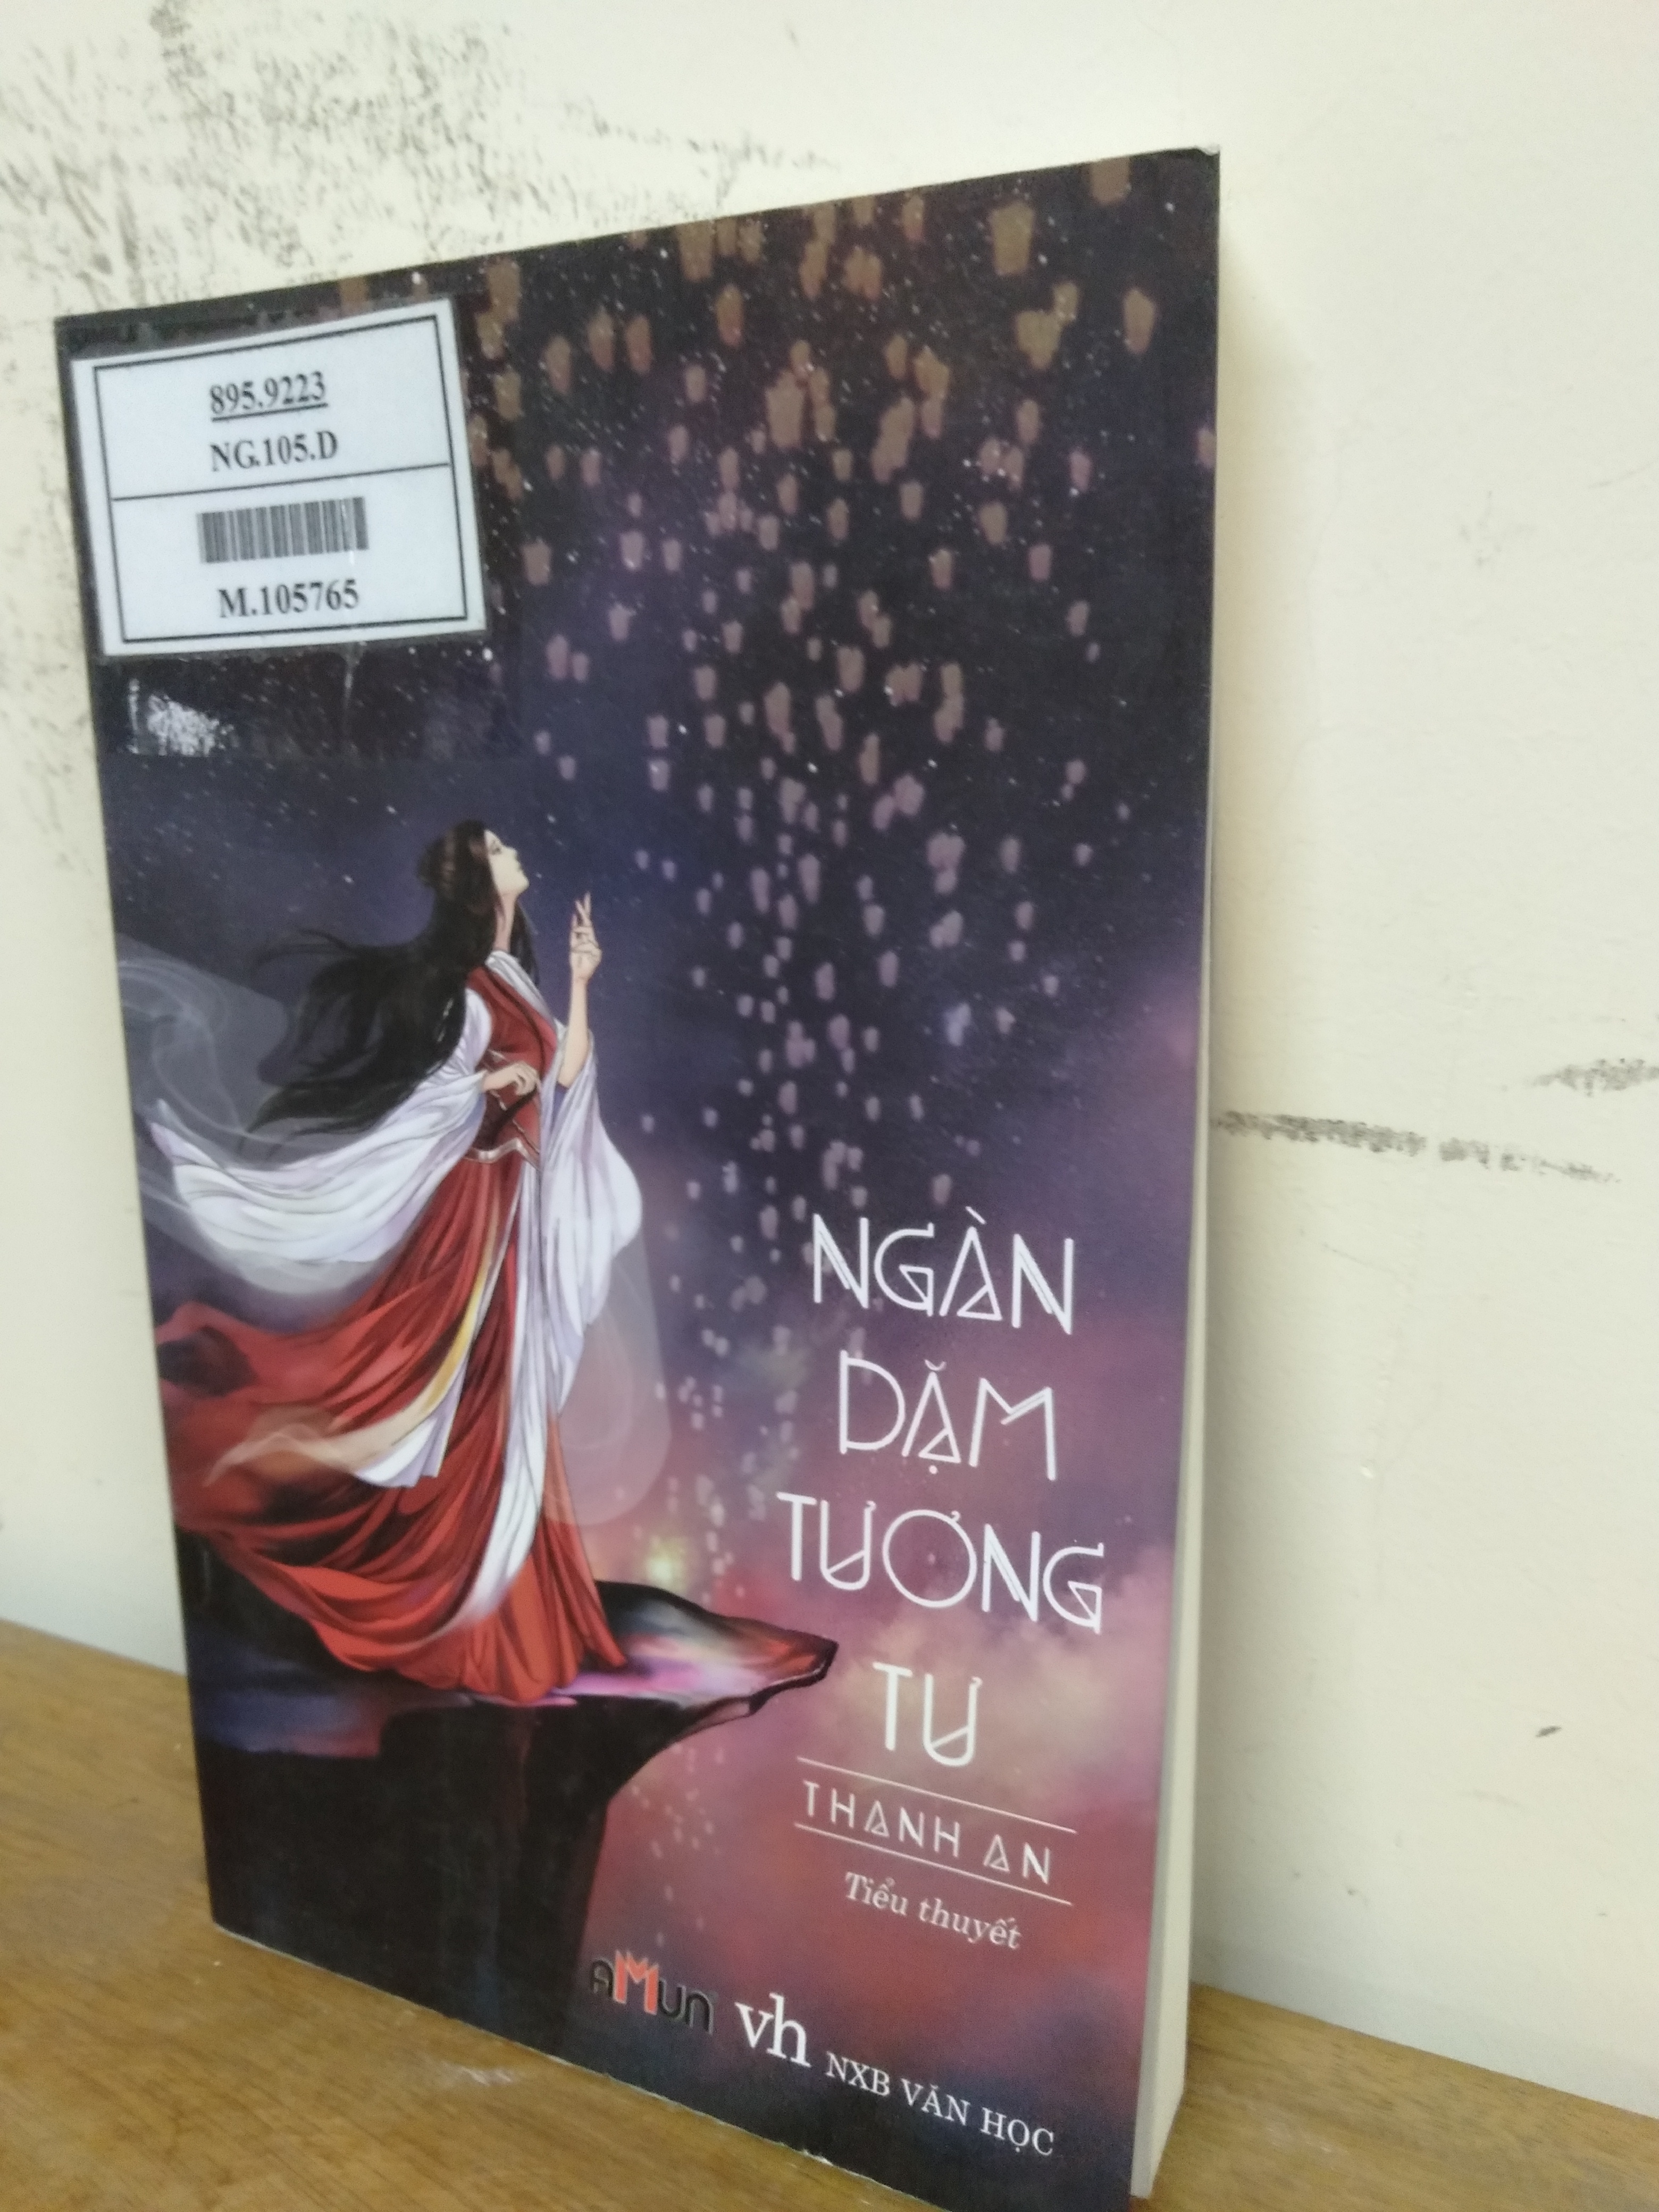 895.9223
NG.105.D
M.105765
NGÀN
DẶM
TƯƠNG
TƯ
THANH AN
Tiểu thuyết
AMUN vh NXB VĂN HỌC